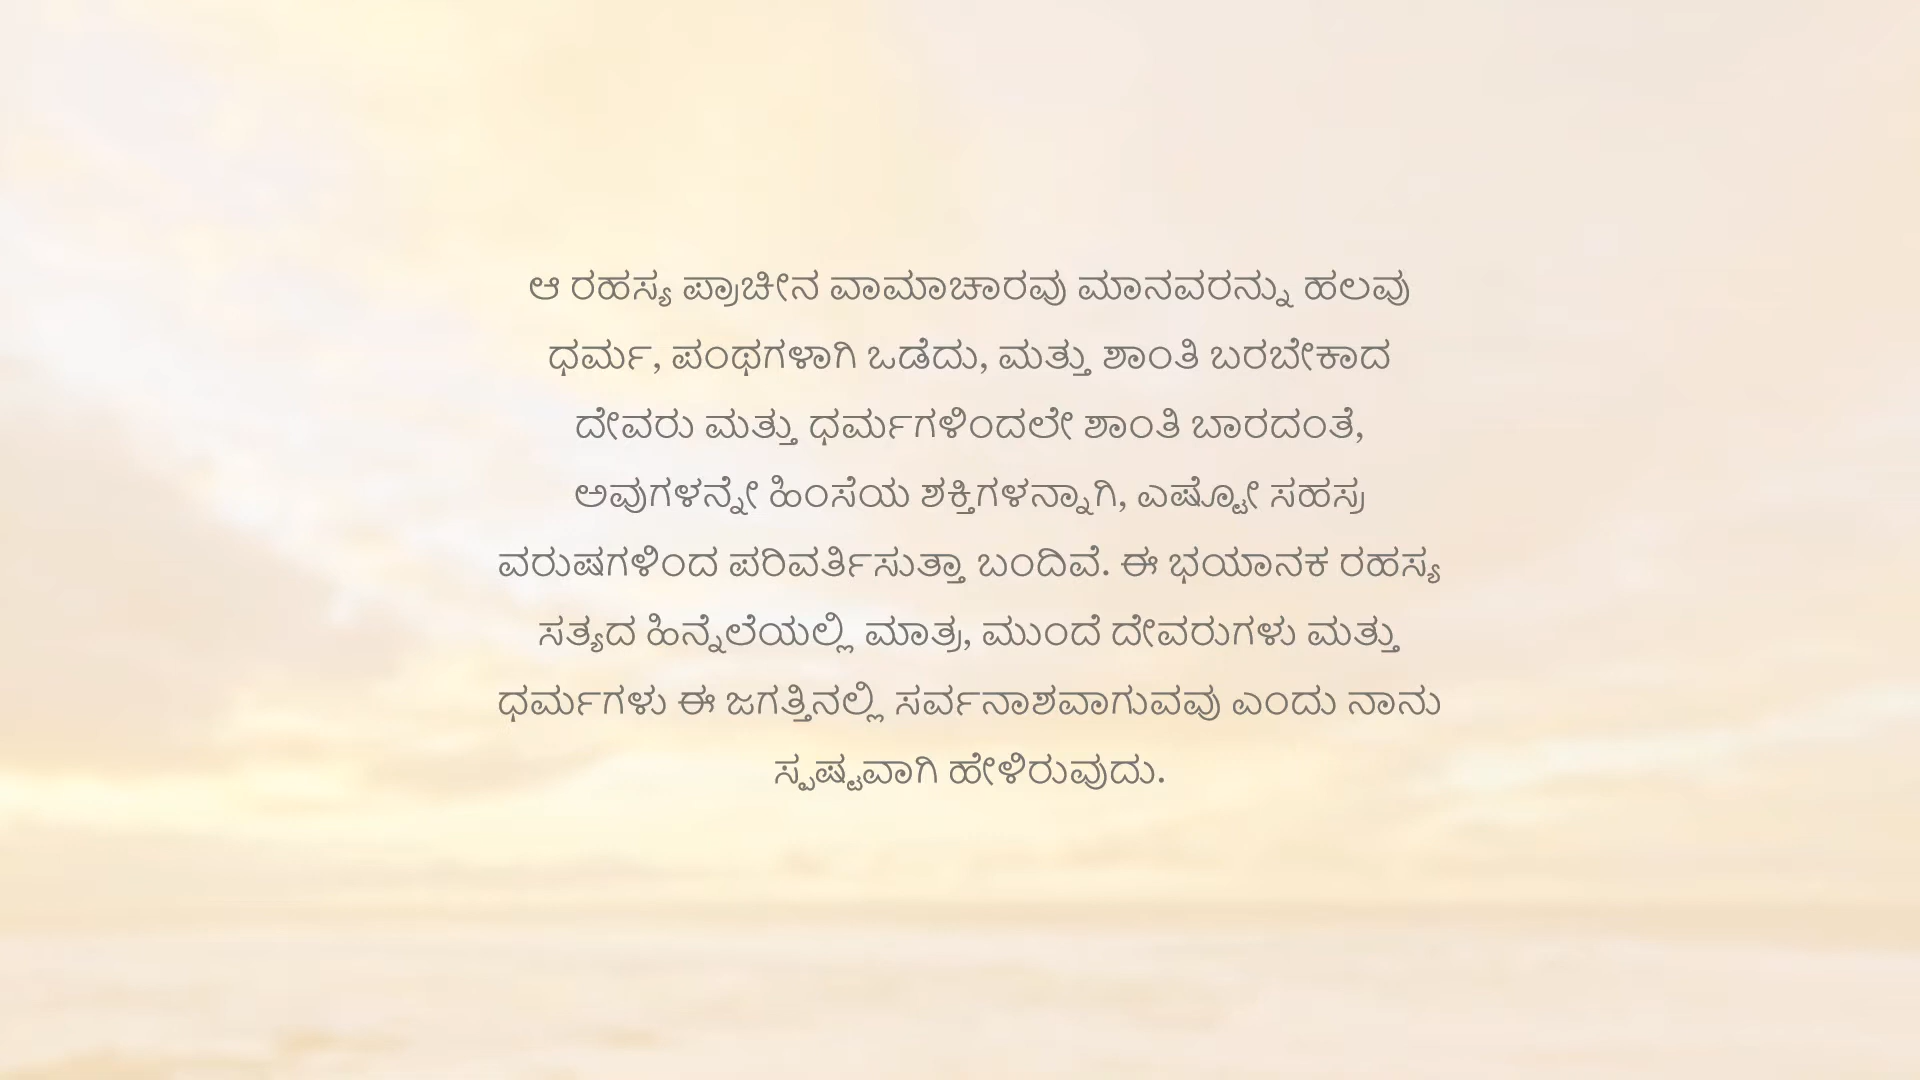 ಆ ರಹಸ್ಯ ಪ್ರಾಚೀನ ವಾಮಾಚಾರವು ಮಾನವರನ್ನು ಹಲವು
ಧರ್ಮ, ಪಂಥಗಳಾಗಿ ಒಡೆದು, ಮತ್ತು ಶಾಂತಿ ಬರಬೇಕಾದ
ದೇವರು ಮತ್ತು ಧರ್ಮಗಳಿಂದಲೇ ಶಾಂತಿ ಬಾರದಂತೆ,
ಅವುಗಳನ್ನೇ ಹಿಂಸೆಯ ಶಕ್ತಿಗಳನ್ನಾಗಿ, ಎಷ್ಟೋ ಸಹಸ್ರ
ವರುಷಗಳಿಂದ ಪರಿವರ್ತಿಸುತ್ತಾ ಬಂದಿವೆ. ಈ ಭಯಾನಕ ರಹಸ್ಯ
ಸತ್ಯದ ಹಿನ್ನೆಲೆಯಲ್ಲಿ ಮಾತ್ರ, ಮುಂದೆ ದೇವರುಗಳು ಮತ್ತು
ಧರ್ಮಗಳು ಈ ಜಗತ್ತಿನಲ್ಲಿ ಸರ್ವನಾಶವಾಗುವವು ಎಂದು ನಾನು
ಸ್ಪಷ್ಟವಾಗಿ ಹೇಳಿರುವುದು.